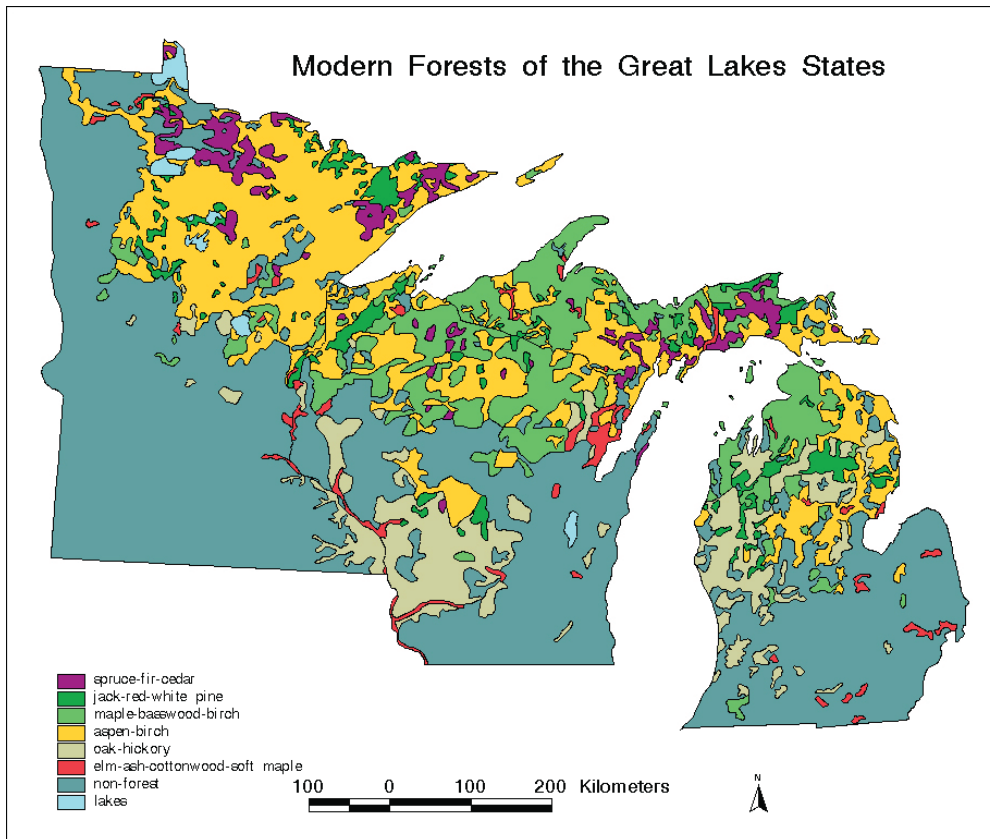 Modern Forests of the Great Lakes States
spruce-fir-cedar
jack-red-white pine
maple-basswood-birch
aspen-birch
oak-hickory
elm-ash-cottonwood-soft maple
non-forest
lakes
100 0 100 200 Kilometers
N